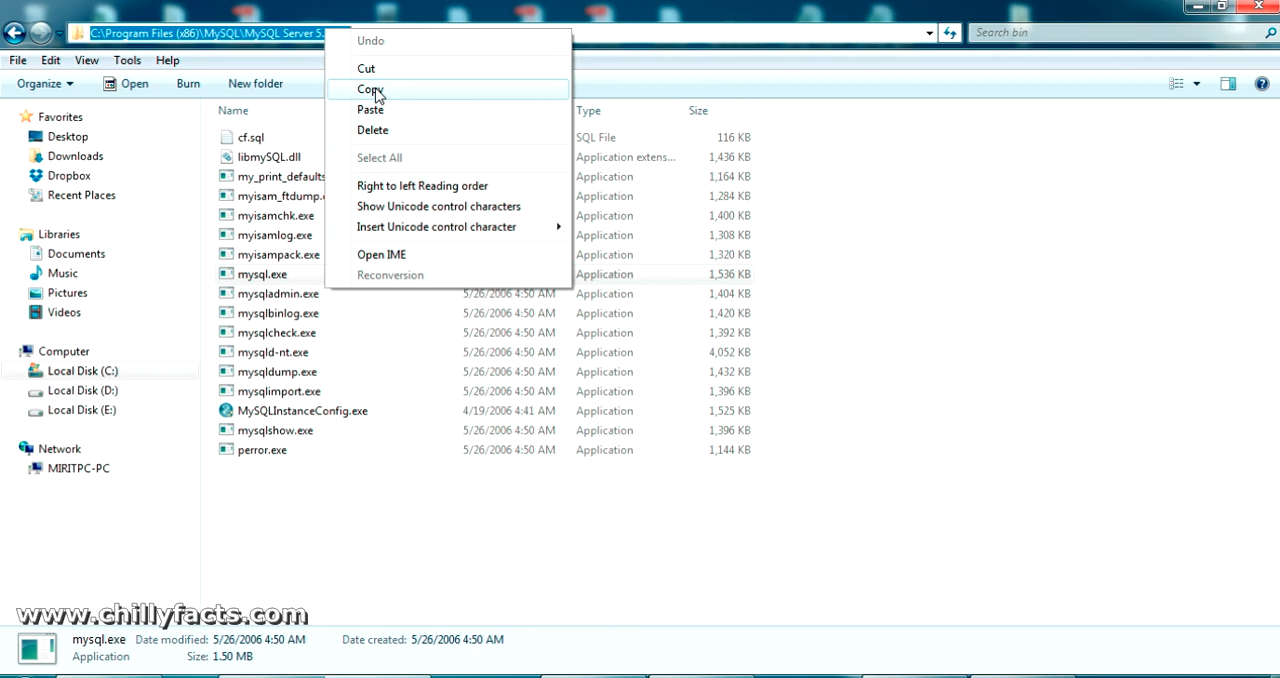 C:\Program Files (x86)\MySQL\MySQL Server 5.
Search bin
File Edit View Tools Help
Organize Open Burn New folder
Undo
Cut
Copy
Paste
Delete
Select All
Right to left Reading order
Show Unicode control characters
Insert Unicode control character
Open IME
Reconversion
Favorites
Desktop
Downloads
Dropbox
Recent Places
Libraries
Documents
Music
Pictures
Videos
Computer
Local Disk (C:)
Local Disk (D:)
Local Disk (E:)
Network
MIRITPC-PC
Name Type Size
cf.sql SQL File 116 KB
libmySQL.dll Application extens... 1,436 KB
my_print_defaults Application 1,164 KB
myisam_ftdump. Application 1,284 KB
myisamchk.exe Application 1,400 KB
myisamlog.exe Application 1,308 KB
myisampack.exe Application 1,320 KB
mysql.exe Application 1,536 KB
mysqladmin.exe 5/26/2006 4:50 AM Application 1,404 KB
mysqlbinlog.exe 5/26/2006 4:50 AM Application 1,420 KB
mysqlcheck.exe 5/26/2006 4:50 AM Application 1,392 KB
mysqld-nt.exe 5/26/2006 4:50 AM Application 4,052 KB
mysqldump.exe 5/26/2006 4:50 AM Application 1,432 KB
mysqlimport.exe 5/26/2006 4:50 AM Application 1,396 KB
MySQLInstanceConfig.exe 4/19/2006 4:41 AM Application 1,525 KB
mysqlshow.exe 5/26/2006 4:50 AM Application 1,396 KB
perror.exe 5/26/2006 4:50 AM Application 1,144 KB
www.chillyfacts.com
mysql.exe Date modified: 5/26/2006 4:50 AM Date created: 5/26/2006 4:50 AM
Application Size: 1.50 MB